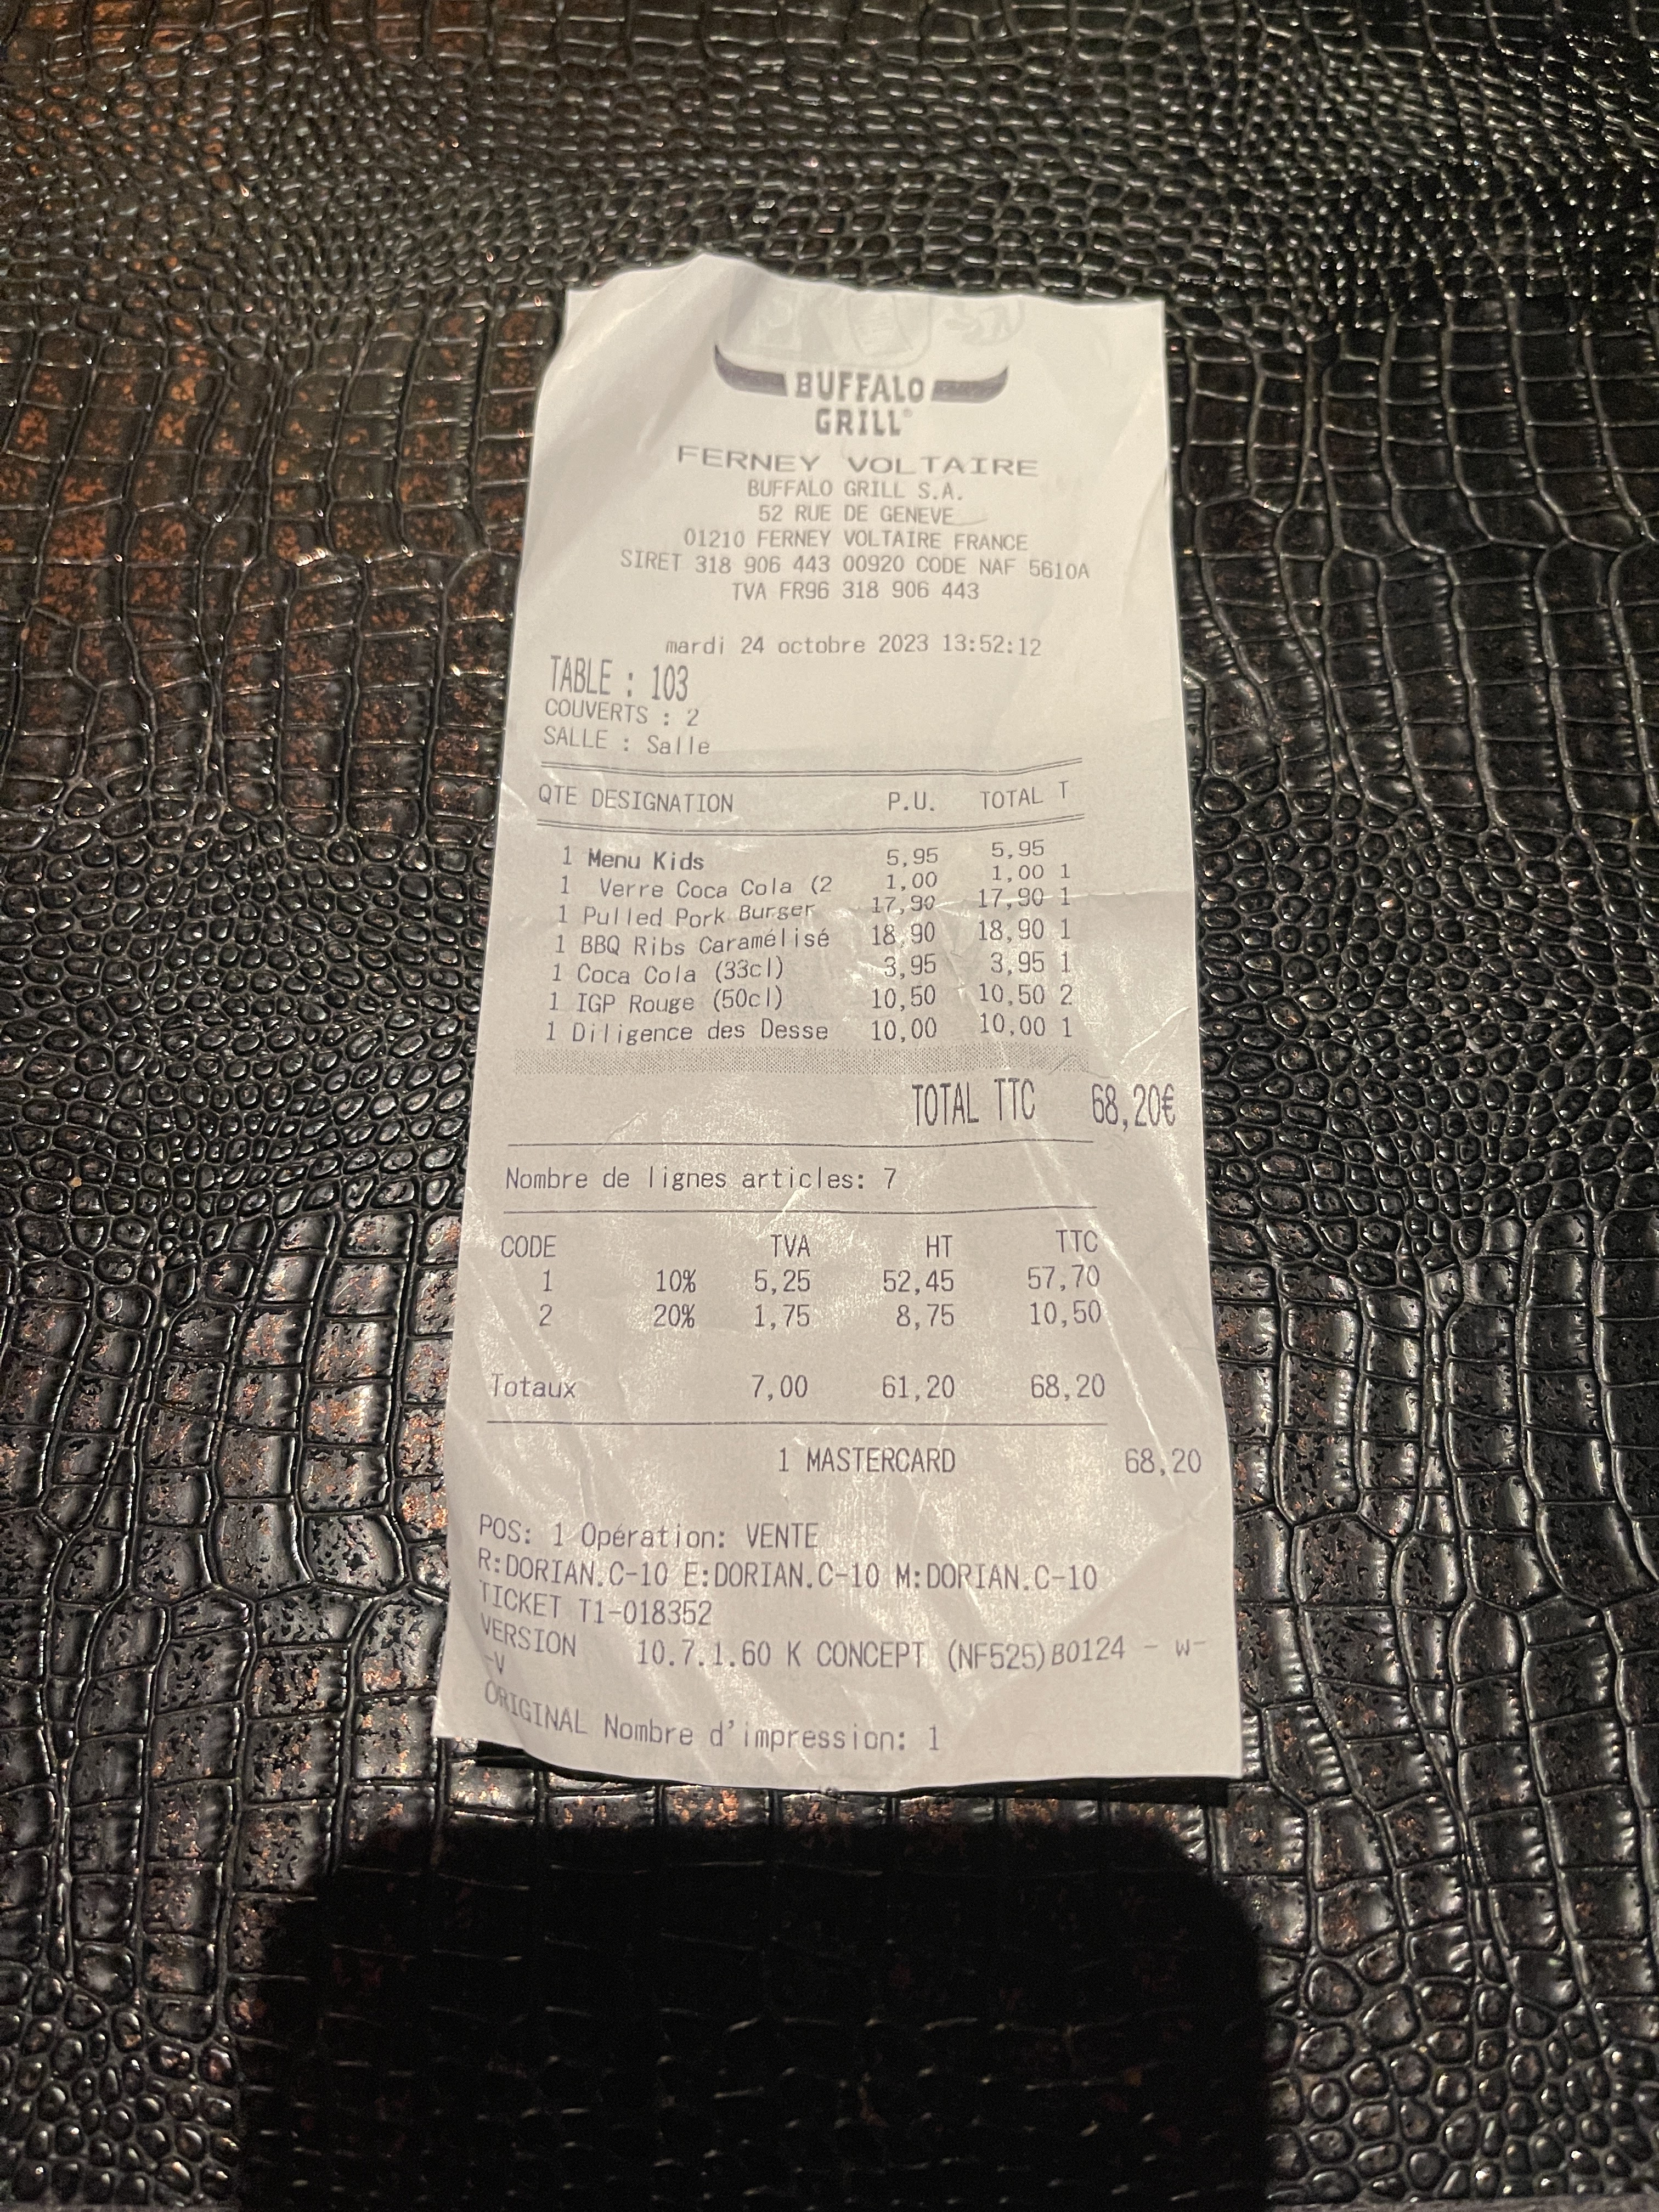 BUFFALO
GRILL®
FERNEY VOLTAIRE
BUFFALO GRILL S.A.
52 RUE DE GENEVE
01210 FERNEY VOLTAIRE FRANCE
SIRET 318 906 443 00920 CODE NAF 5610A
TVA FR96 318 906 443
mardi 24 octobre 2023 13:52:12
TABLE : 103
COUVERTS : 2
SALLE : Salle
QTE DESIGNATION P.U. TOTAL T
1 Menu Kids 5,95 5,95
1 Verre Coca Cola (2 1,00 1,00 1
1 Pulled Pork Burger 17,90 17,90 1
1 BBQ Ribs Caramélisé 18,90 18,90 1
1 Coca Cola (33cl) 3,95 3,95 1
1 IGP Rouge (50cl) 10,50 10,50 2
1 Diligence des Desse 10,00 10,00 1
TOTAL TTC 68,20€
Nombre de lignes articles: 7
CODE TVA HT TTC
1 10% 5,25 52,45 57,70
2 20% 1,75 8,75 10,50
Totaux 7,00 61,20 68,20
1 MASTERCARD 68,20
POS: 1 Opération: VENTE
R:DORIAN.C-10 E:DORIAN.C-10 M:DORIAN.C-10
TICKET T1-018352
VERSION 10.7.1.60 K CONCEPT (NF525)B0124 - W-
-V
ORIGINAL Nombre d'impression: 1